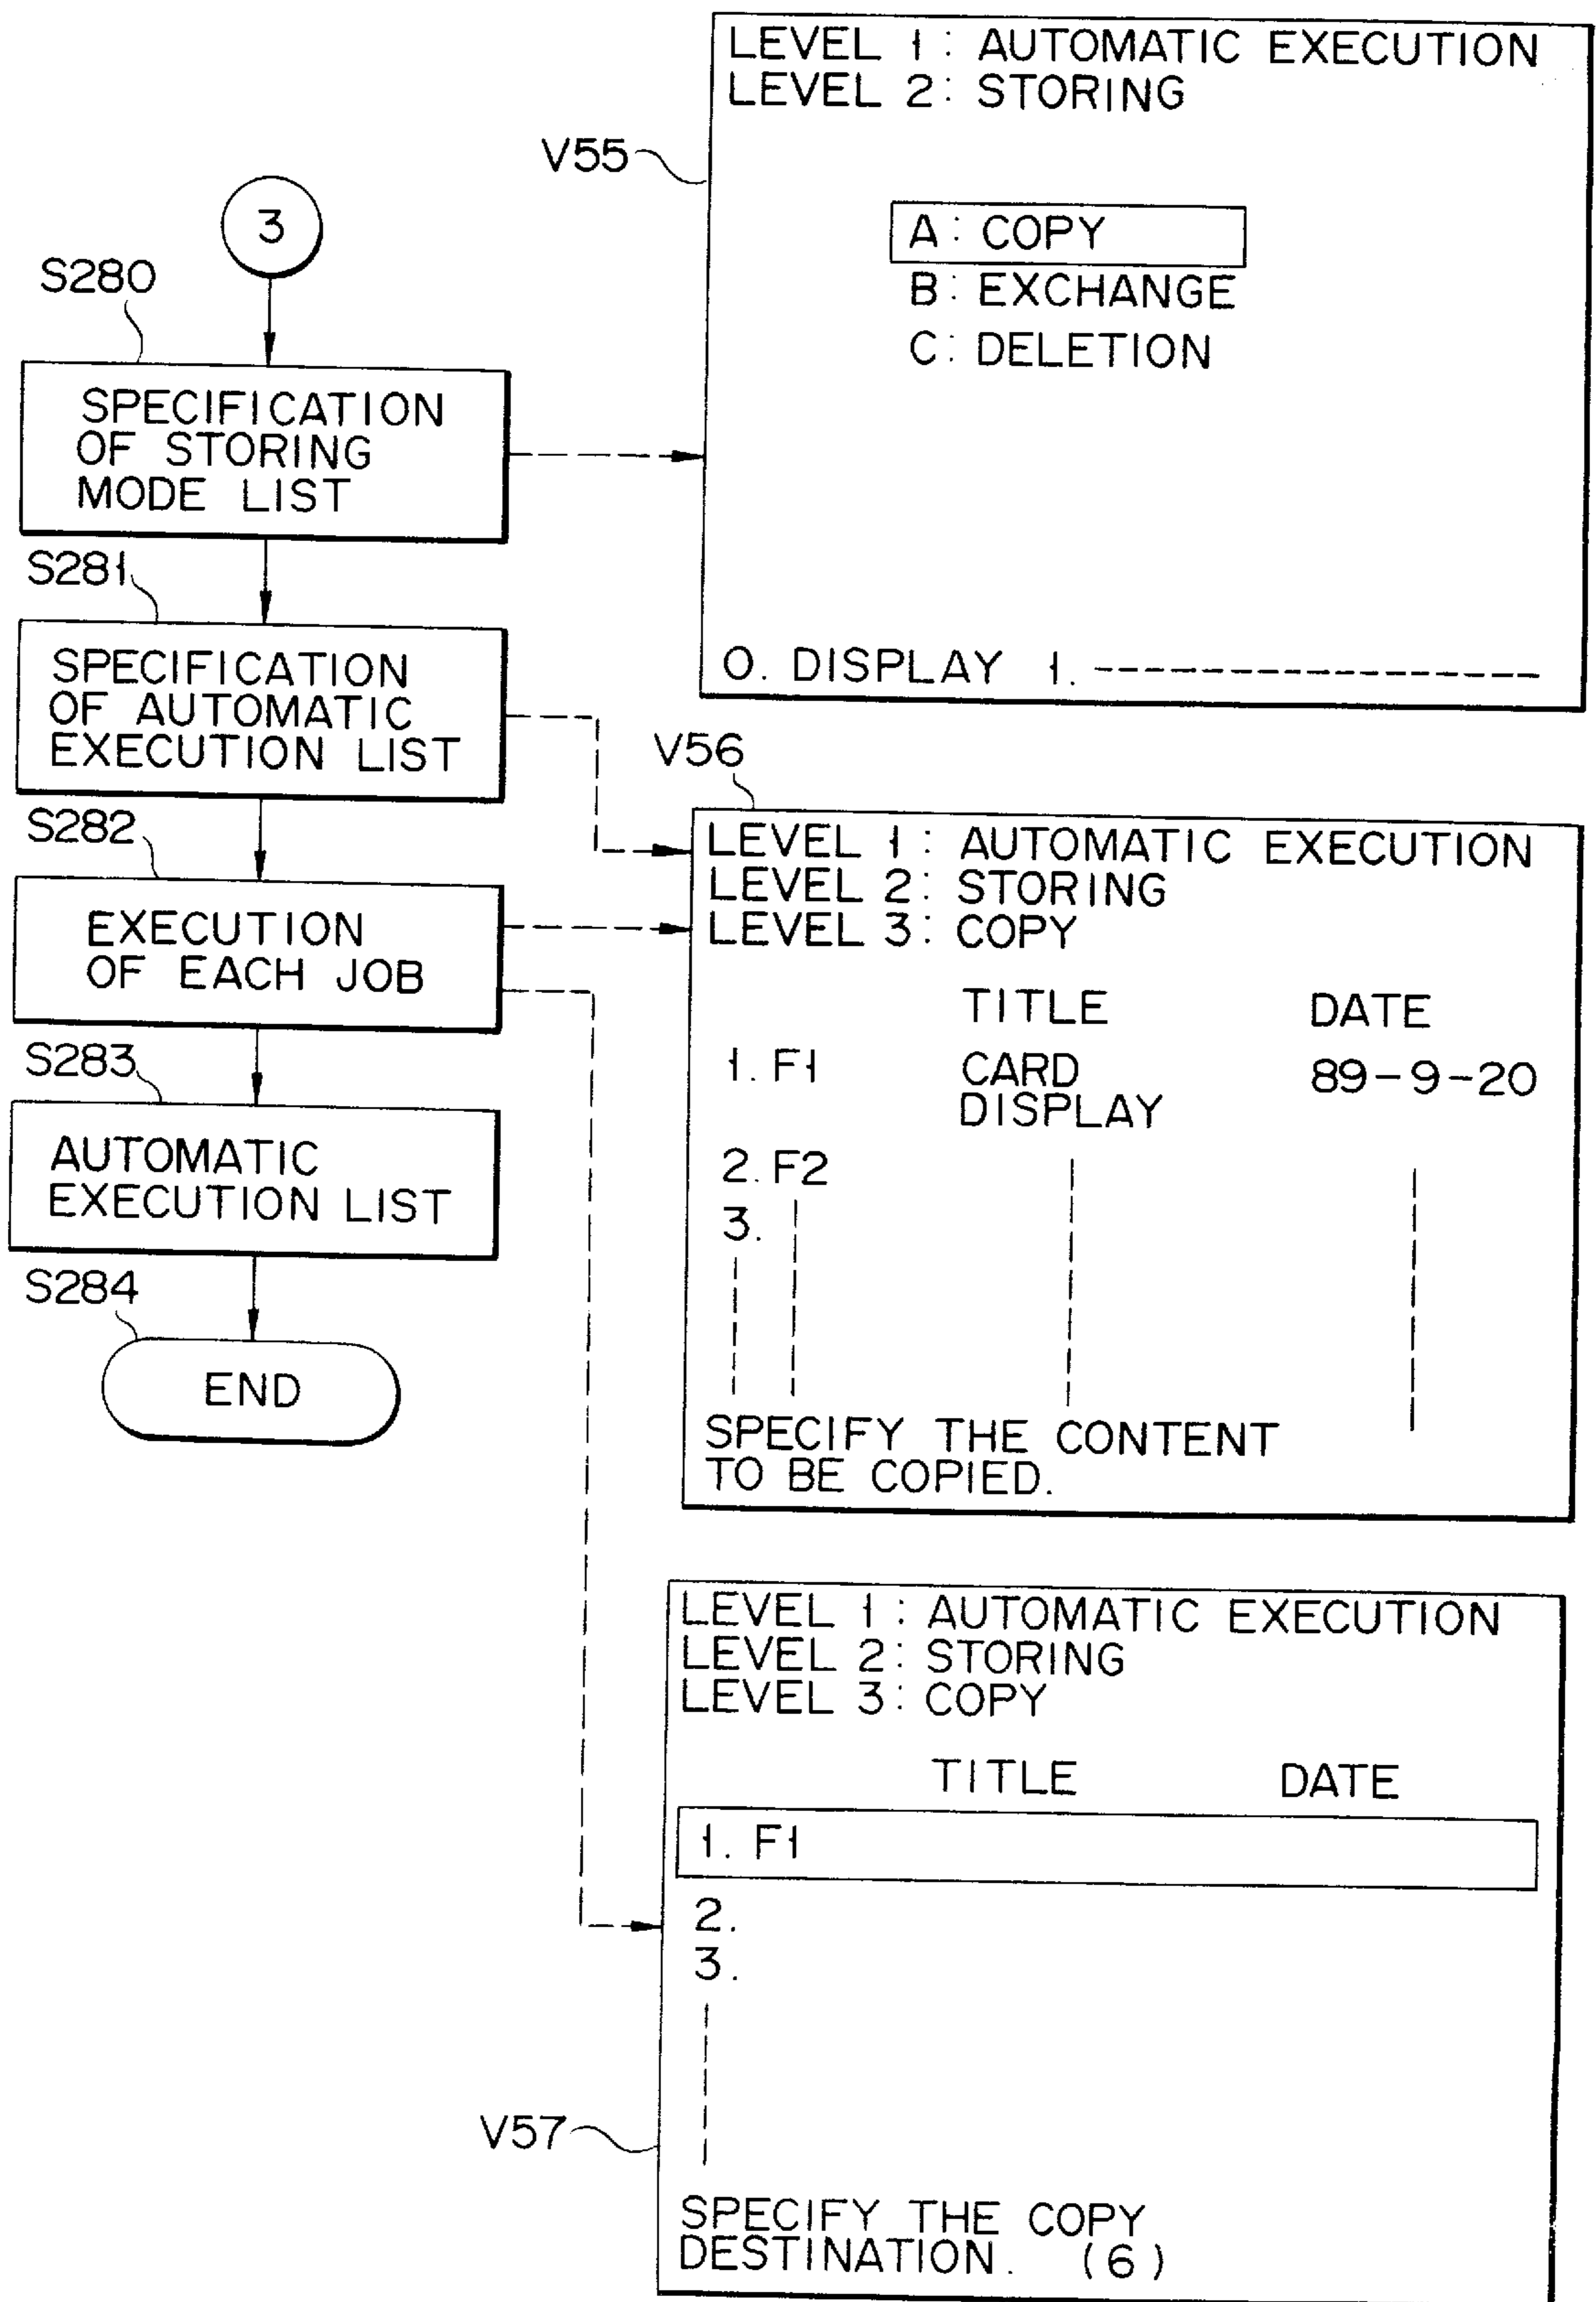 3
S280
SPECIFICATION
OF STORING
MODE LIST
S281
SPECIFICATION
OF AUTOMATIC
EXECUTION LIST
S282
EXECUTION
OF EACH JOB
S283
AUTOMATIC
EXECUTION LIST
S284
END
V55
LEVEL 1: AUTOMATIC EXECUTION
LEVEL 2: STORING
A: COPY
B: EXCHANGE
C: DELETION
0. DISPLAY 1.
V56
LEVEL 1: AUTOMATIC EXECUTION
LEVEL 2: STORING
LEVEL 3: COPY
TITLE DATE
1. F1 CARD 89-9-20
DISPLAY
2. F2
3.
SPECIFY THE CONTENT
TO BE COPIED.
V57
LEVEL 1: AUTOMATIC EXECUTION
LEVEL 2: STORING
LEVEL 3: COPY
TITLE DATE
1. F1
2.
3.
SPECIFY THE COPY
DESTINATION. (6)